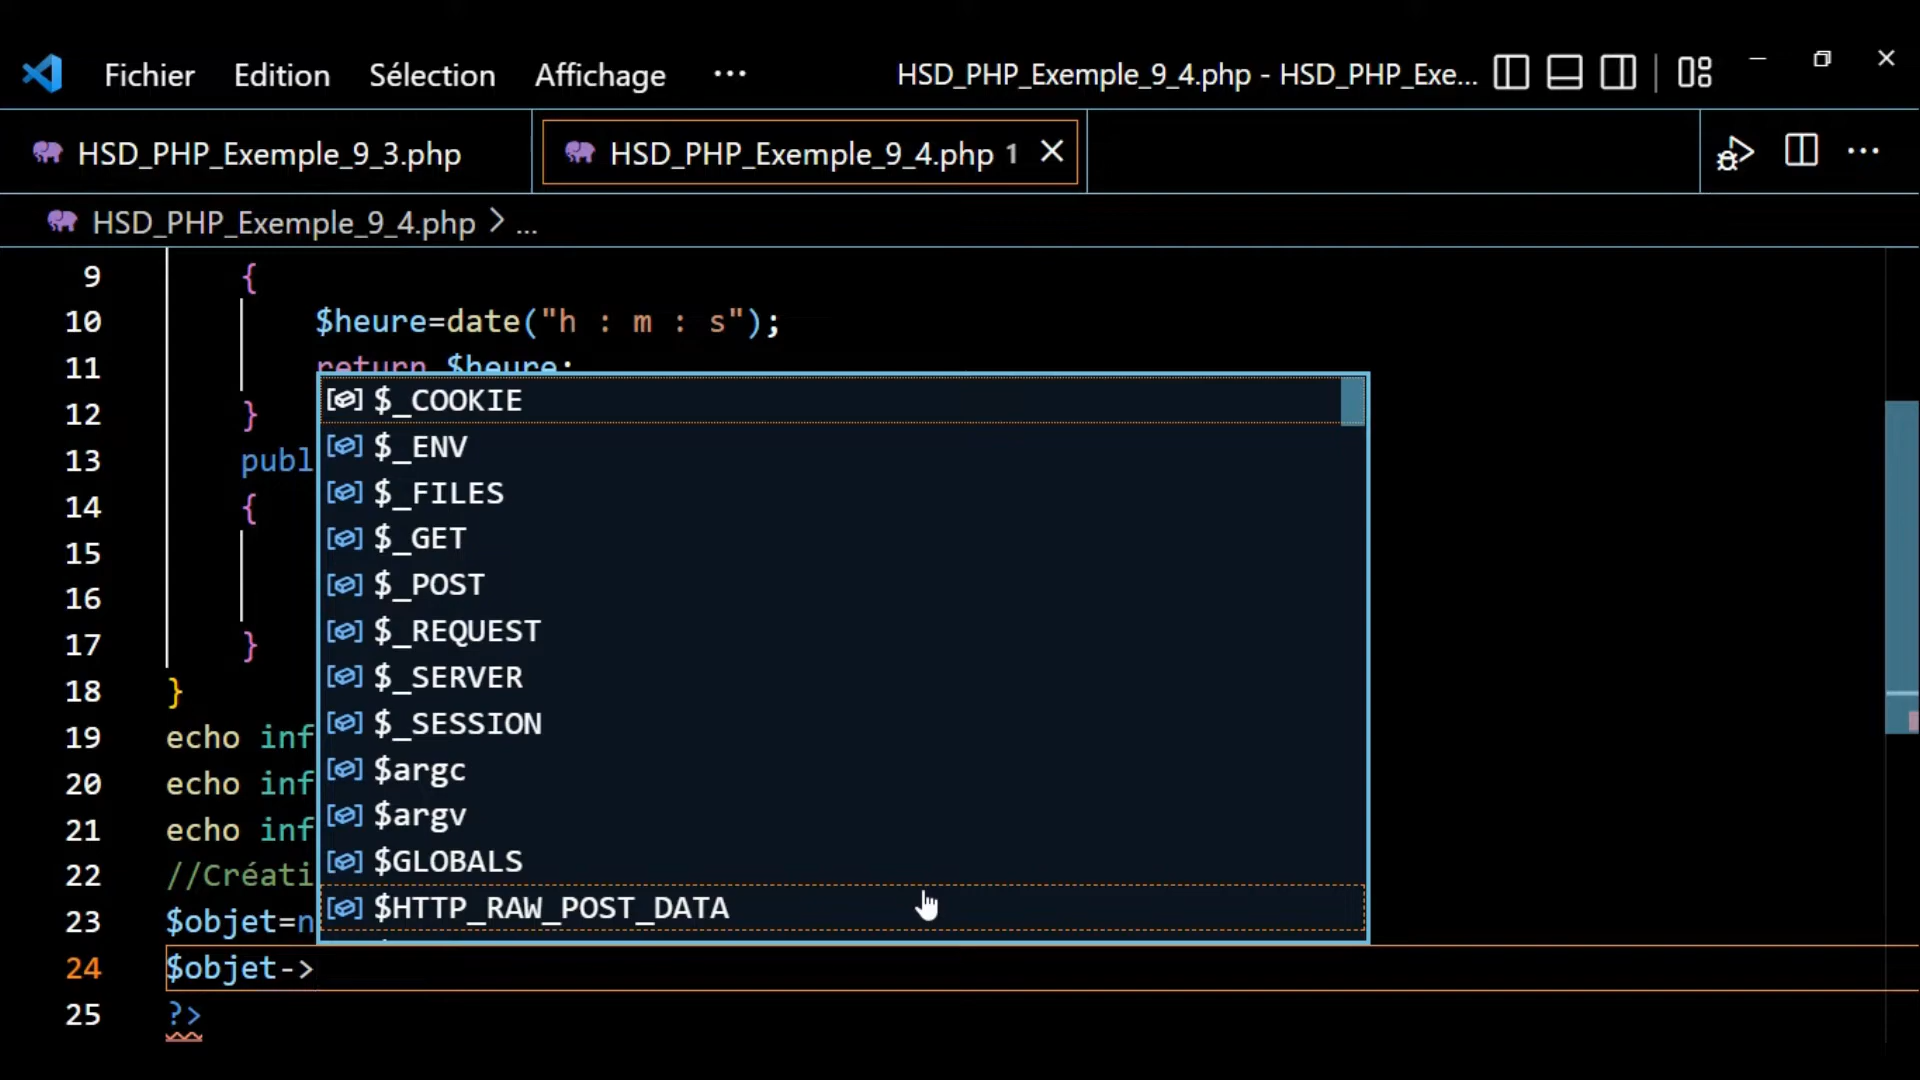 Fichier Edition Sélection Affichage ... HSD_PHP_Exemple_9_4.php - HSD_PHP_Exe...
HSD_PHP_Exemple_9_3.php HSD_PHP_Exemple_9_4.php 1
HSD_PHP_Exemple_9_4.php > ...
9 {
10 $heure=date("h : m : s");
11 return $heure;
12 }
13 publ
14 {
15
16
17 }
18 }
19 echo inf
20 echo inf
21 echo inf
22 //Créati
23 $objet=n
24 $objet->
25 ?>
$_COOKIE
$_ENV
$_FILES
$_GET
$_POST
$_REQUEST
$_SERVER
$_SESSION
$argc
$argv
$GLOBALS
$HTTP_RAW_POST_DATA